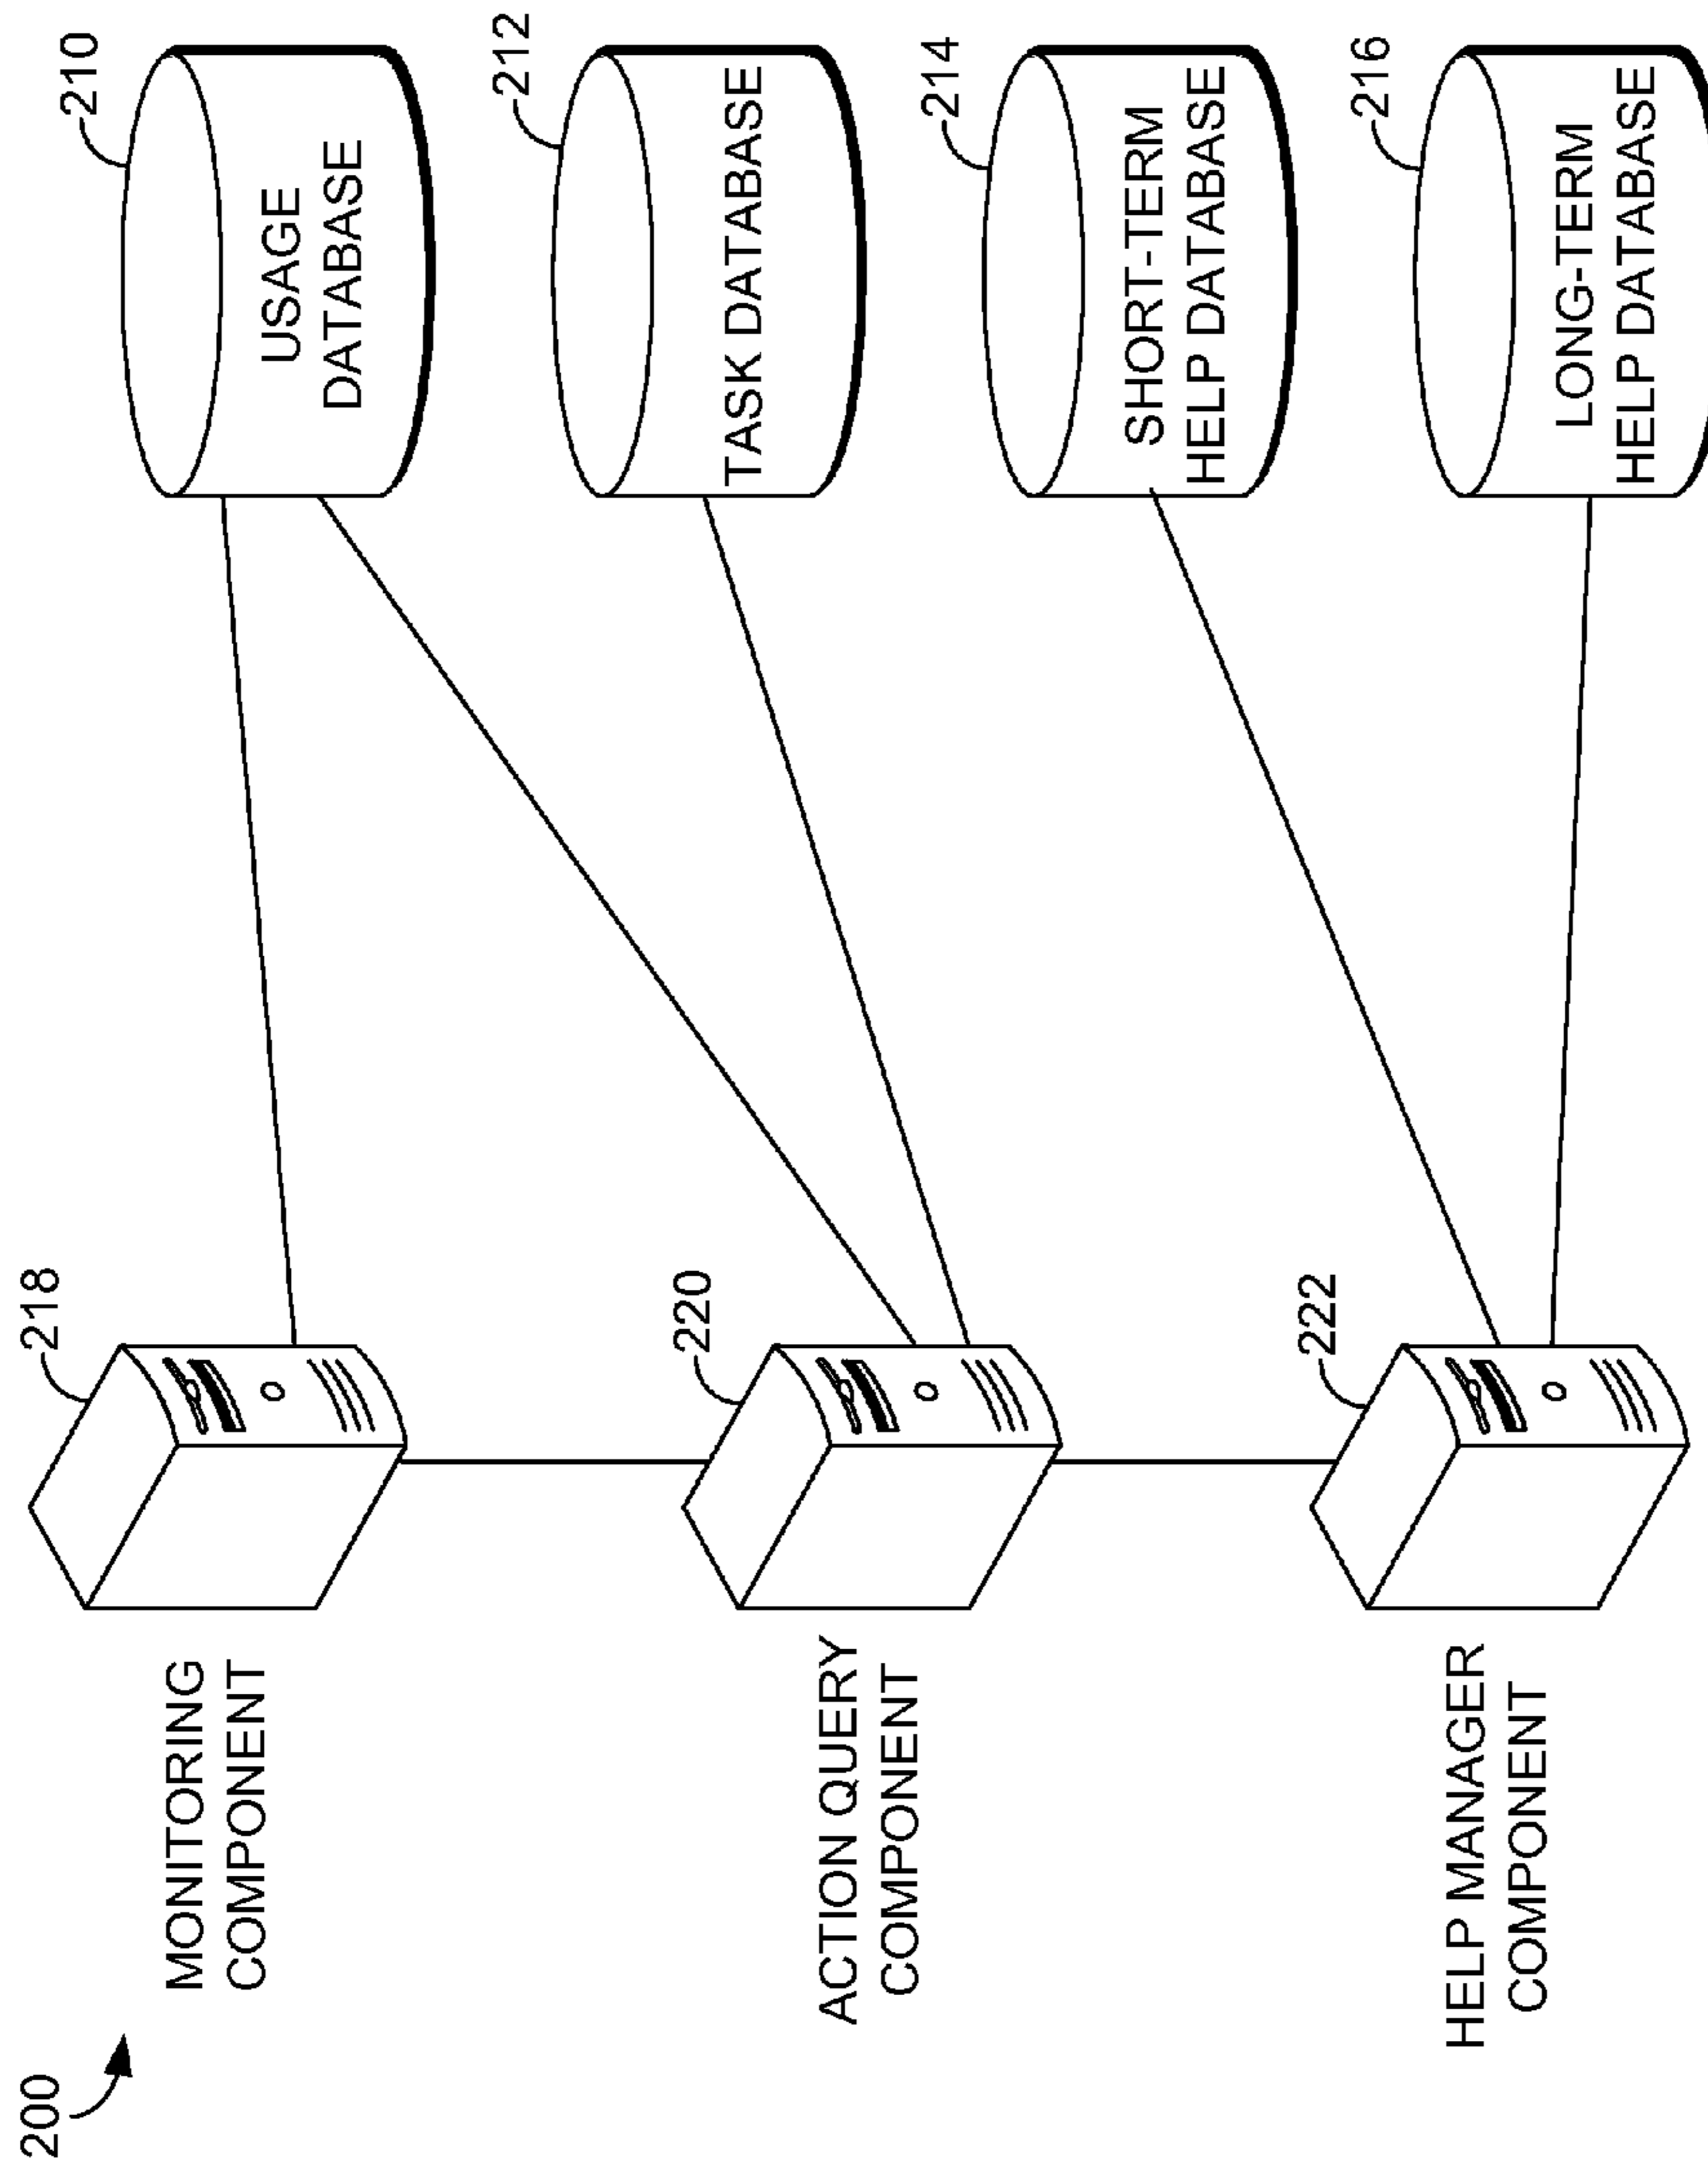 200
MONITORING
COMPONENT
218
210
USAGE
DATABASE
212
TASK DATABASE
ACTION QUERY
COMPONENT
220
214
SHORT-TERM
HELP DATABASE
HELP MANAGER
COMPONENT
222
216
LONG-TERM
HELP DATABASE